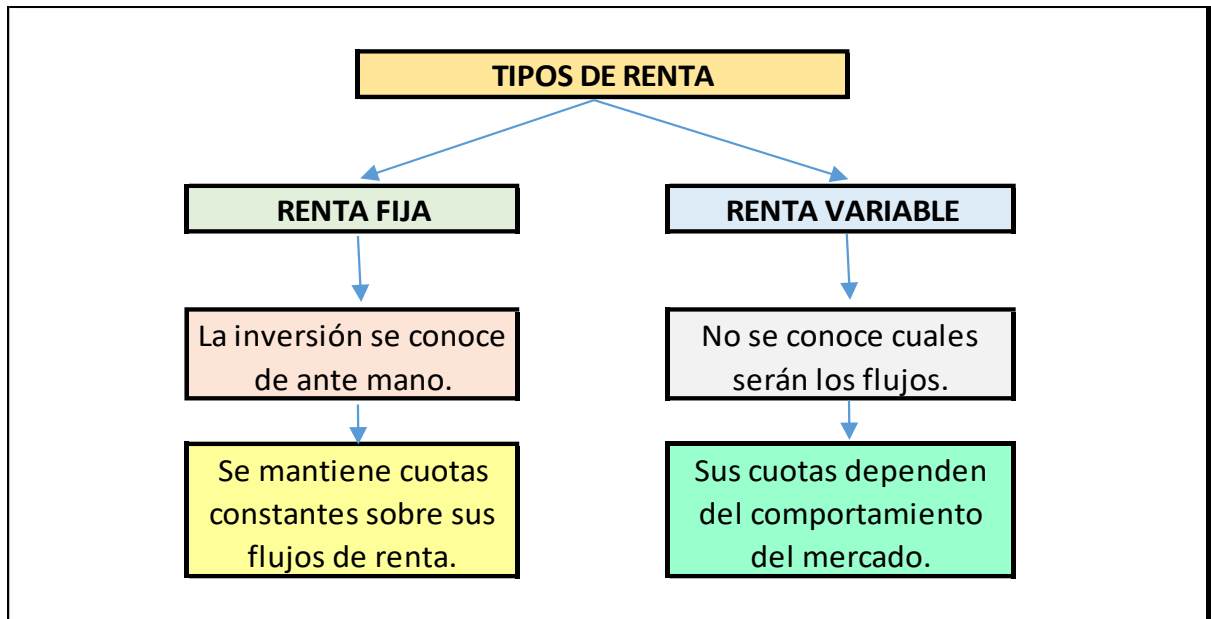 TIPOS DE RENTA
RENTA FIJA
RENTA VARIABLE
La inversión se conoce
de ante mano.
No se conoce cuales
serán los flujos.
Se mantiene cuotas
constantes sobre sus
flujos de renta.
Sus cuotas dependen
del comportamiento
del mercado.